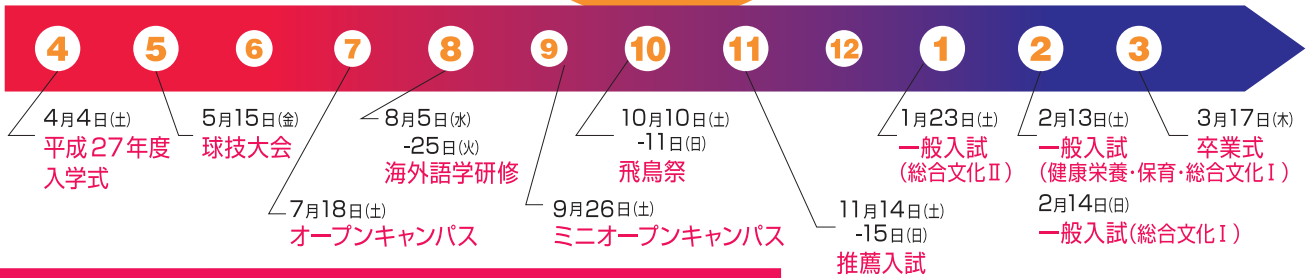 4 5 6 7 8 9 10 11 12 1 2 3
4月4日(土)
平成27年度
入学式
5月15日(金)
球技大会
7月18日(土)
オープンキャンパス
8月5日(水)
-25日(火)
海外語学研修
9月26日(土)
ミニオープンキャンパス
10月10日(土)
-11日(日)
飛鳥祭
11月14日(土)
-15日(日)
推薦入試
1月23日(土)
一般入試
(総合文化Ⅱ)
2月13日(土)
一般入試
(健康栄養・保育・総合文化Ⅰ)
2月14日(日)
一般入試(総合文化Ⅰ)
3月17日(木)
卒業式